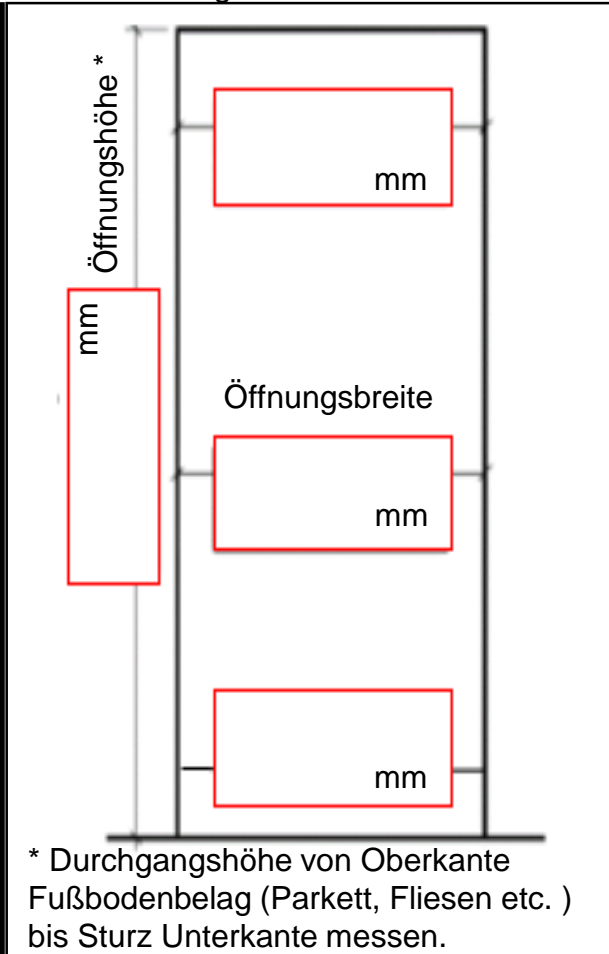 Öffnungshöhe *
mm
mm
Öffnungsbreite
mm
mm
* Durchgangshöhe von Oberkante
Fußbodenbelag (Parkett, Fliesen etc. )
bis Sturz Unterkante messen.